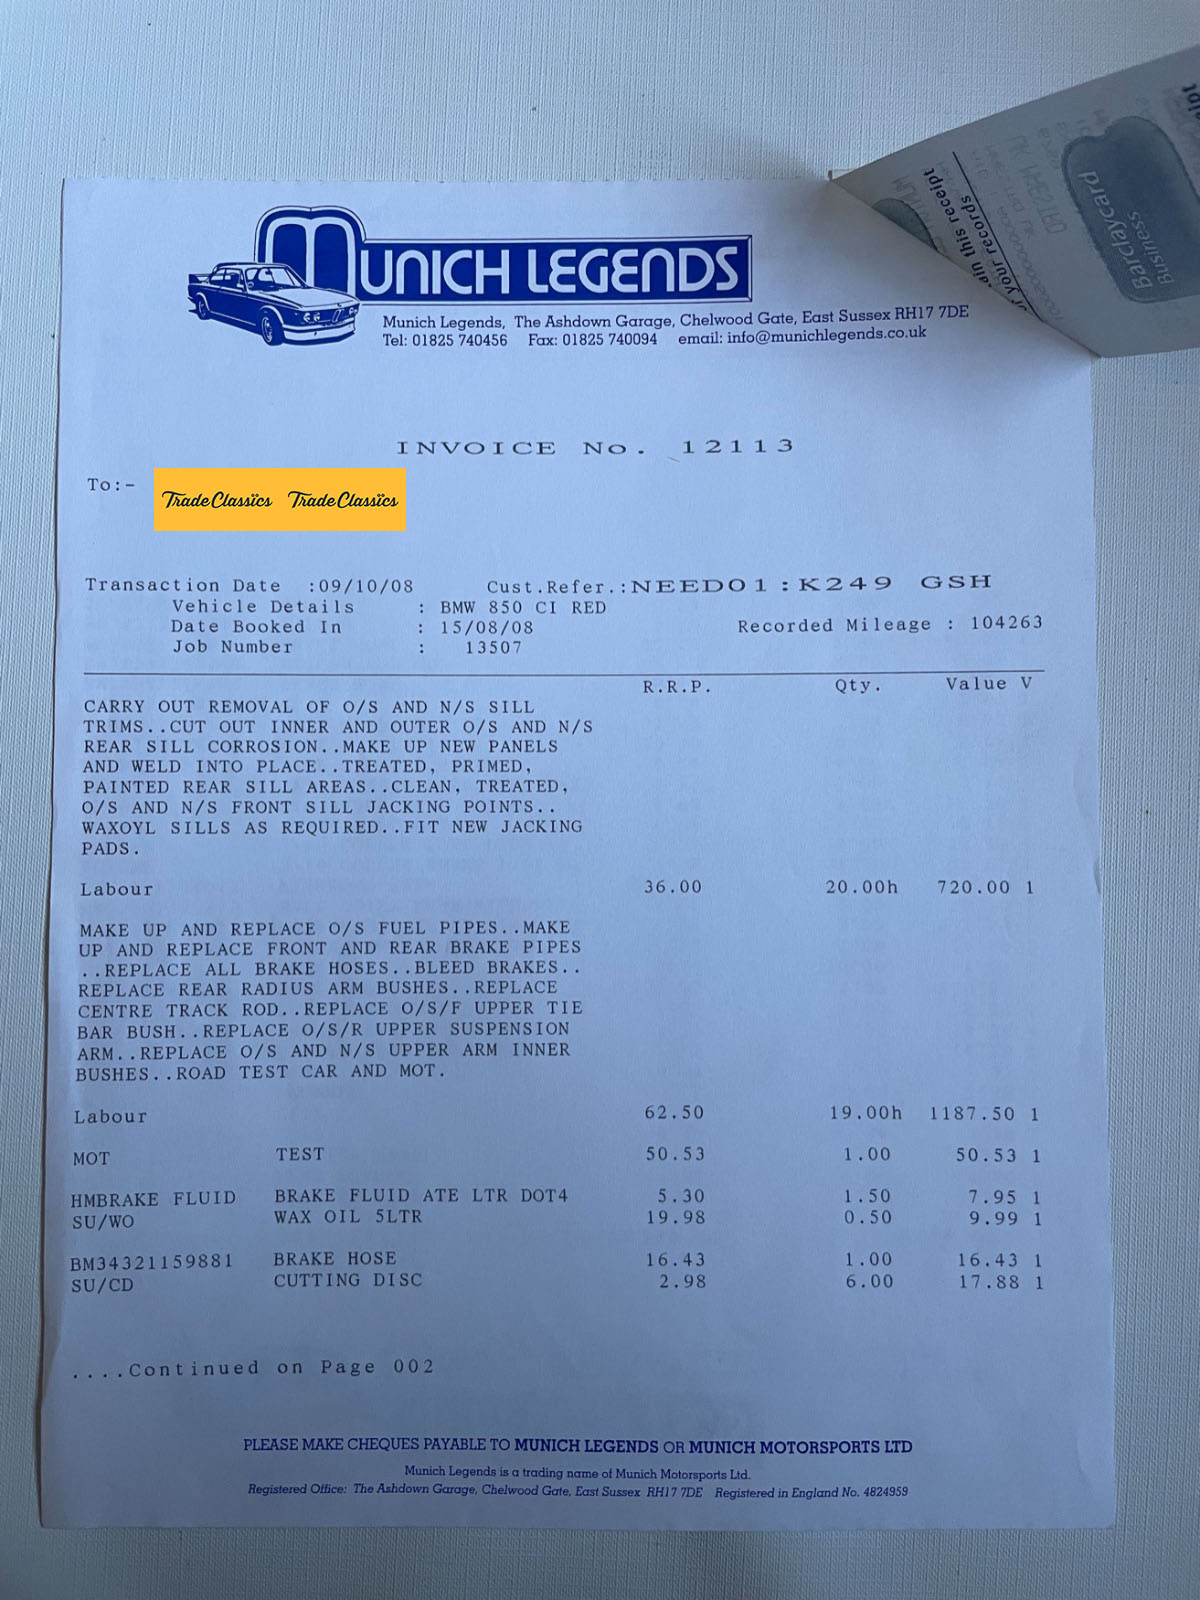 MUNICH LEGENDS
Munich Legends, The Ashdown Garage, Chelwood Gate, East Sussex RH17 7DE
Tel: 01825 740456 Fax: 01825 740094 email: info@munichlegends.co.uk
Barclaycard
Business
this receipt
your records
INVOICE No. 12113
To:-
TradeClassics TradeClassics
Transaction Date :09/10/08 Cust.Refer.:NEED01:K249 GSH
Vehicle Details : BMW 850 CI RED
Date Booked In : 15/08/08 Recorded Mileage : 104263
Job Number : 13507
R.R.P. Qty. Value V
CARRY OUT REMOVAL OF O/S AND N/S SILL
TRIMS..CUT OUT INNER AND OUTER O/S AND N/S
REAR SILL CORROSION..MAKE UP NEW PANELS
AND WELD INTO PLACE..TREATED, PRIMED,
PAINTED REAR SILL AREAS..CLEAN, TREATED,
O/S AND N/S FRONT SILL JACKING POINTS..
WAXOYL SILLS AS REQUIRED..FIT NEW JACKING
PADS.
Labour 36.00 20.00h 720.00 1
MAKE UP AND REPLACE O/S FUEL PIPES..MAKE
UP AND REPLACE FRONT AND REAR BRAKE PIPES
..REPLACE ALL BRAKE HOSES..BLEED BRAKES..
REPLACE REAR RADIUS ARM BUSHES..REPLACE
CENTRE TRACK ROD..REPLACE O/S/F UPPER TIE
BAR BUSH..REPLACE O/S/R UPPER SUSPENSION
ARM..REPLACE O/S AND N/S UPPER ARM INNER
BUSHES..ROAD TEST CAR AND MOT.
Labour 62.50 19.00h 1187.50 1
MOT TEST 50.53 1.00 50.53 1
HMBRAKE FLUID BRAKE FLUID ATE LTR DOT4 5.30 1.50 7.95 1
SU/WO WAX OIL 5LTR 19.98 0.50 9.99 1
BM34321159881 BRAKE HOSE 16.43 1.00 16.43 1
SU/CD CUTTING DISC 2.98 6.00 17.88 1
....Continued on Page 002
PLEASE MAKE CHEQUES PAYABLE TO MUNICH LEGENDS OR MUNICH MOTORSPORTS LTD
Munich Legends is a trading name of Munich Motorsports Ltd.
Registered Office: The Ashdown Garage, Chelwood Gate, East Sussex RH17 7DE Registered in England No. 4824959